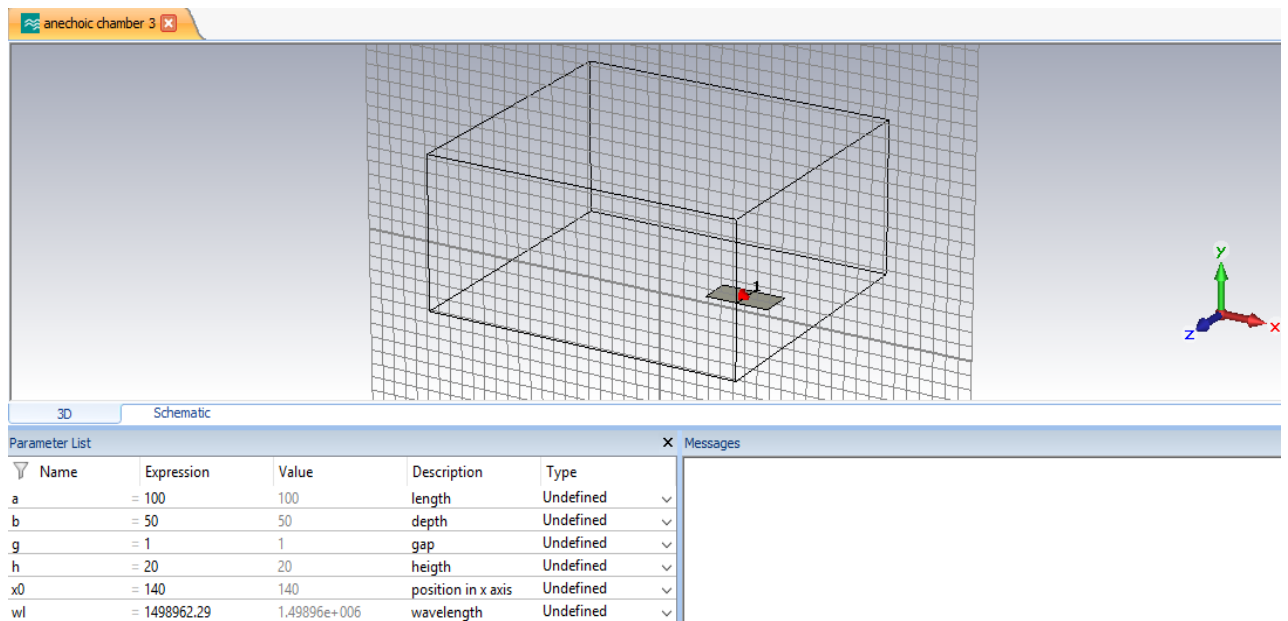 anechoic chamber 3
1
y
z
x
3D Schematic
Parameter List
Messages
Name Expression Value Description Type
a = 100 100 length Undefined
b = 50 50 depth Undefined
g = 1 1 gap Undefined
h = 20 20 heigth Undefined
x0 = 140 140 position in x axis Undefined
wl = 1498962.29 1.49896e+006 wavelength Undefined